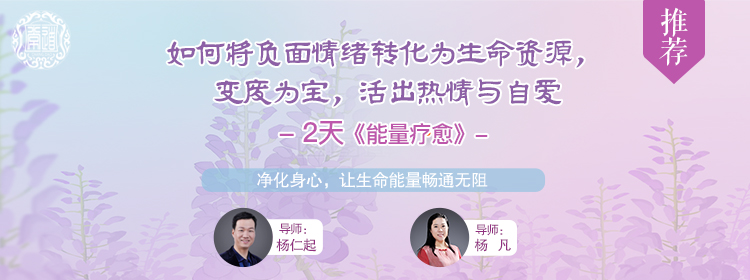 推荐
如何将负面情绪转化为生命资源，
变废为宝，活出热情与自爱
- 2天《能量疗愈》-
净化身心，让生命能量畅通无阻
导师：
杨仁起
导师：
杨 凡